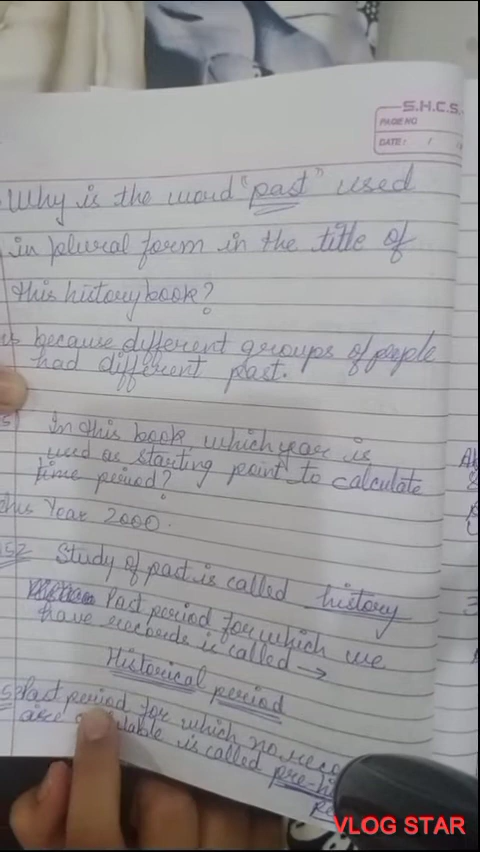 S.H.C.S.
PAGE NO
DATE: / /
Why is the word "past" used
in plural form in the title of
this history book?
because different groups of people
had different past.
In this book which year is
used as starting point to calculate
time period?
this Year 2000.
52 Study of past is called history
Past period for which we
have records is called →
Historical period
Past period for which no
are is called pre-
VLOG STAR